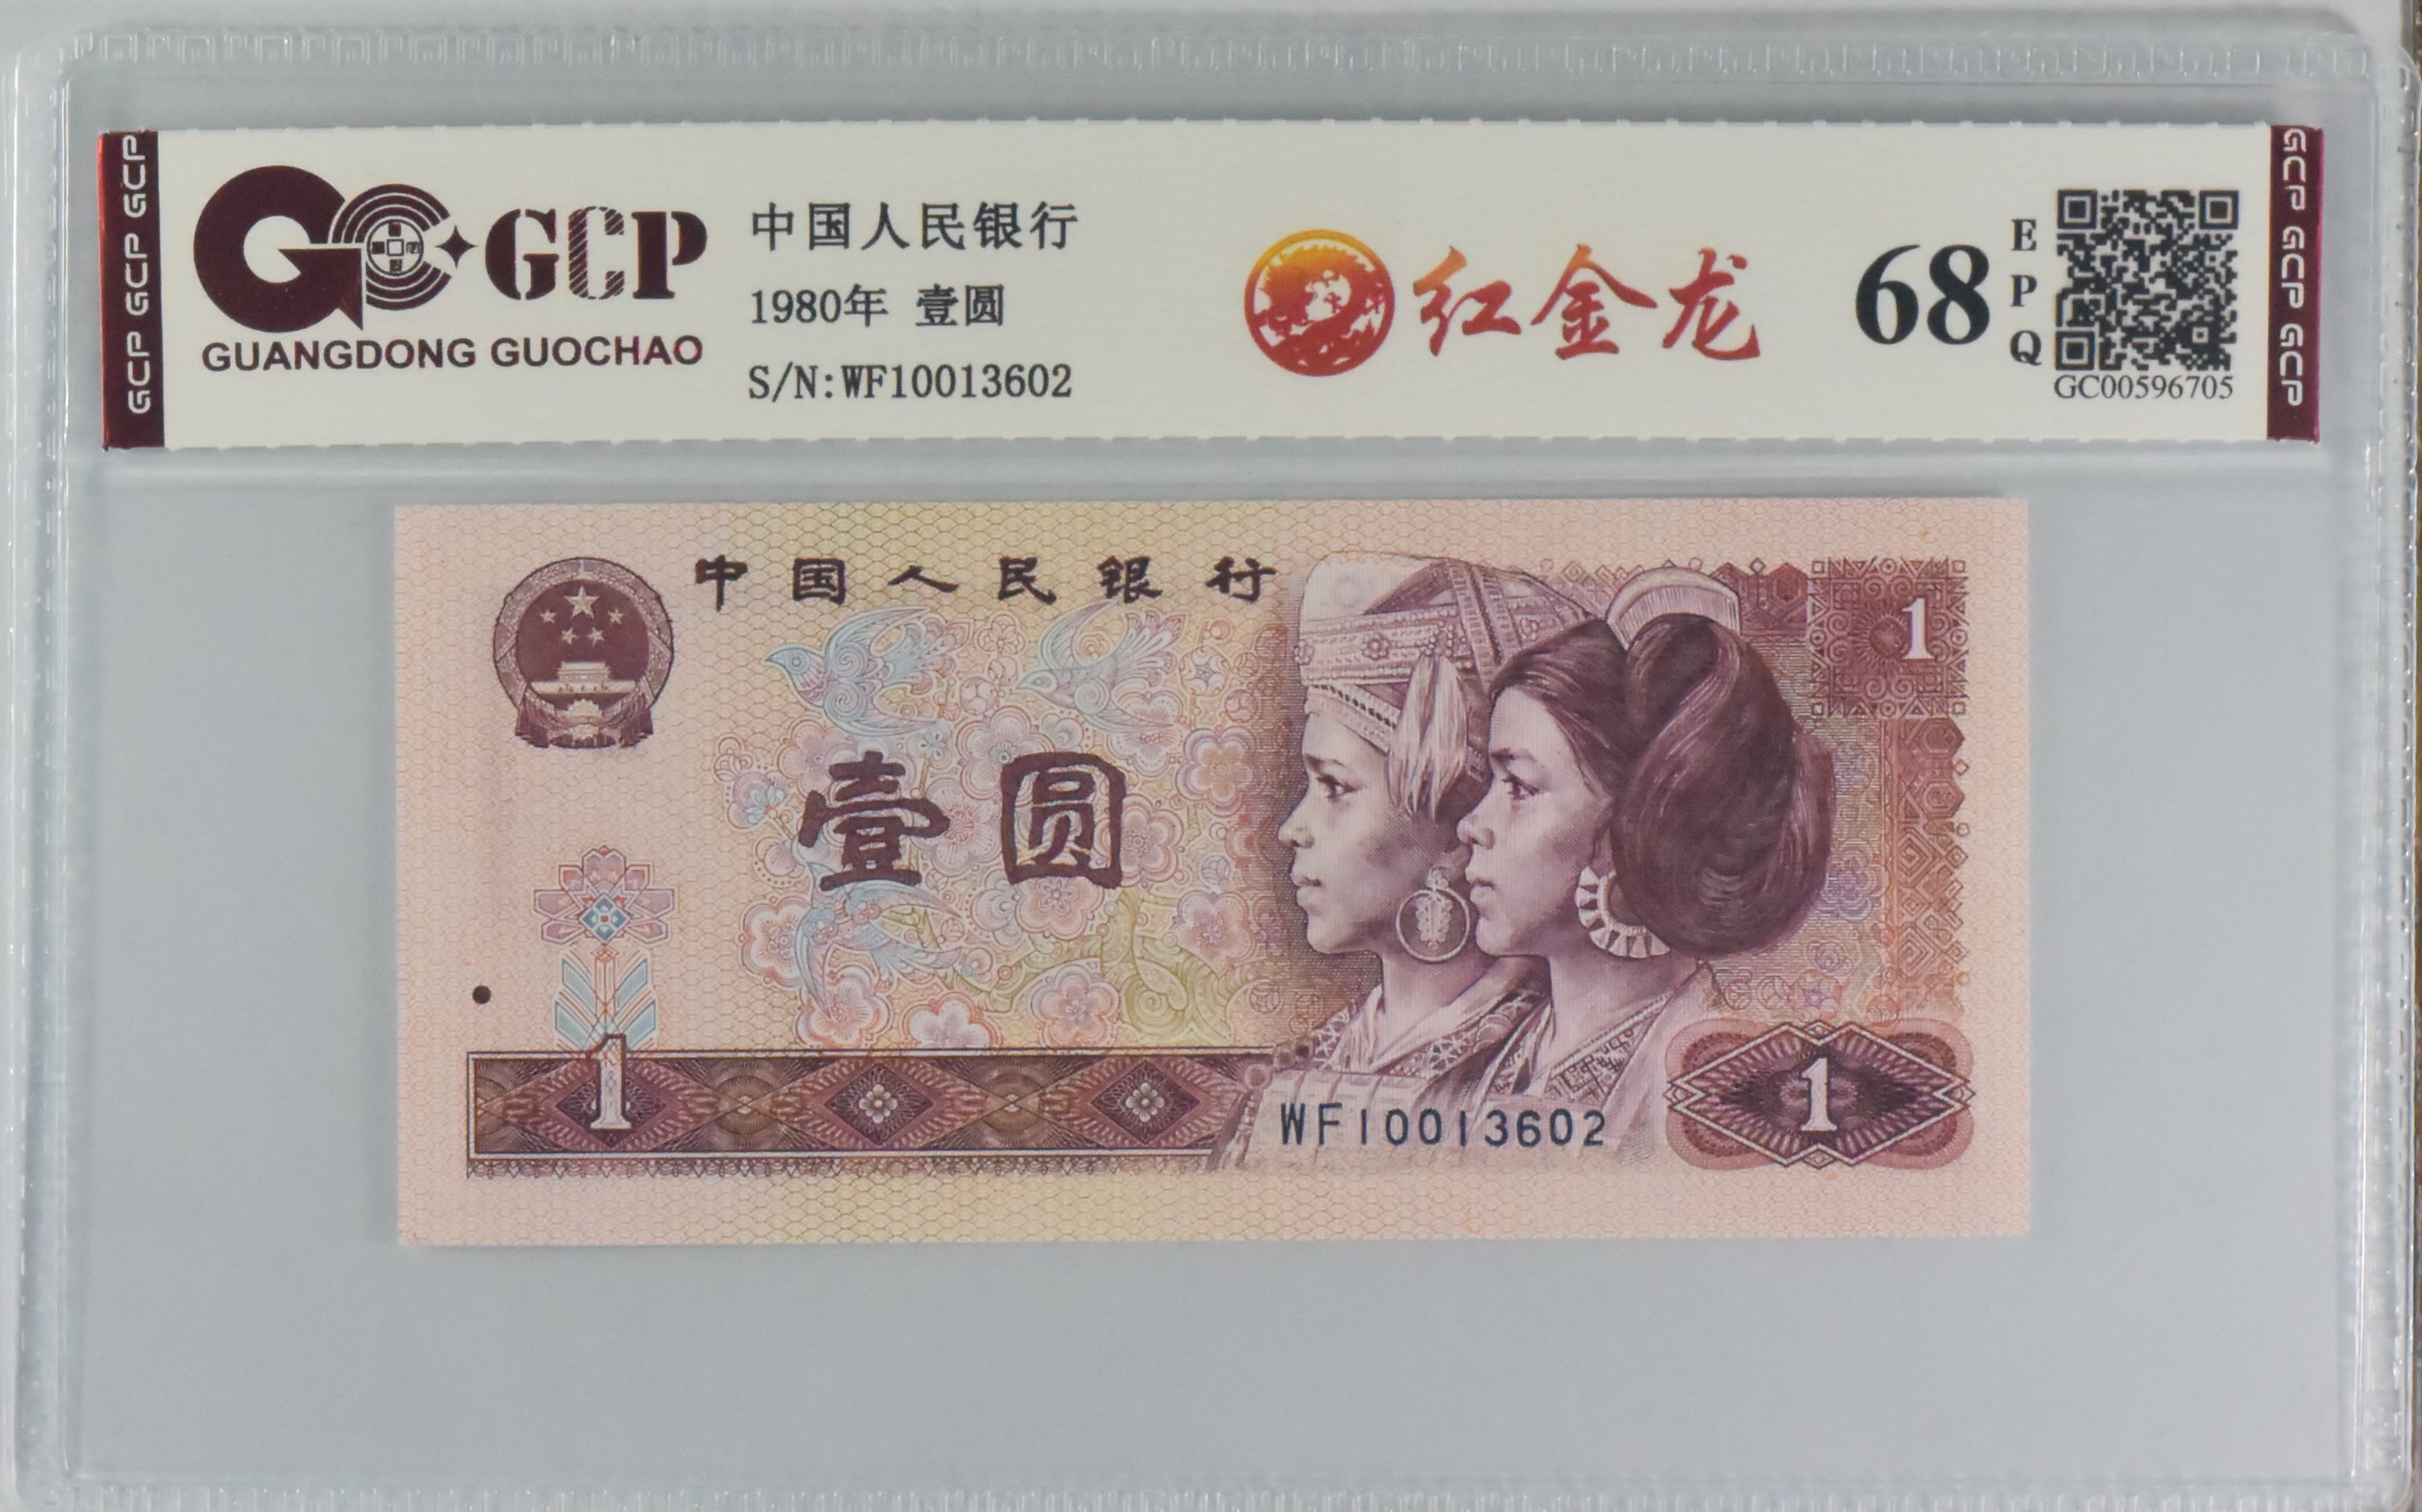 GCP GCP GCP
GCP
GUANGDONG GUOCHAO
中国人民银行
1980年 壹圆
S/N:WF10013602
红金龙
68
EPQ
GC00596705
GCP GCP GCP
中国人民银行
1
壹圆
1
WF10013602
1